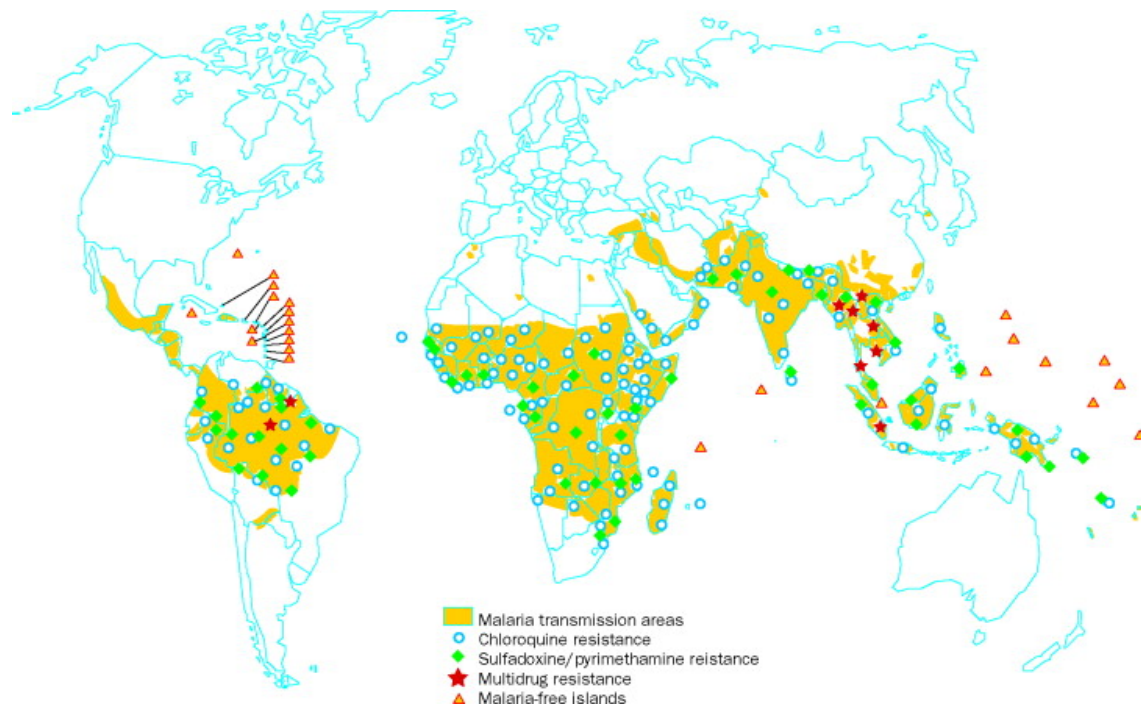 Malaria transmission areas
Chloroquine resistance
Sulfadoxine/pyrimethamine reistance
Multidrug resistance
Malaria-free islands